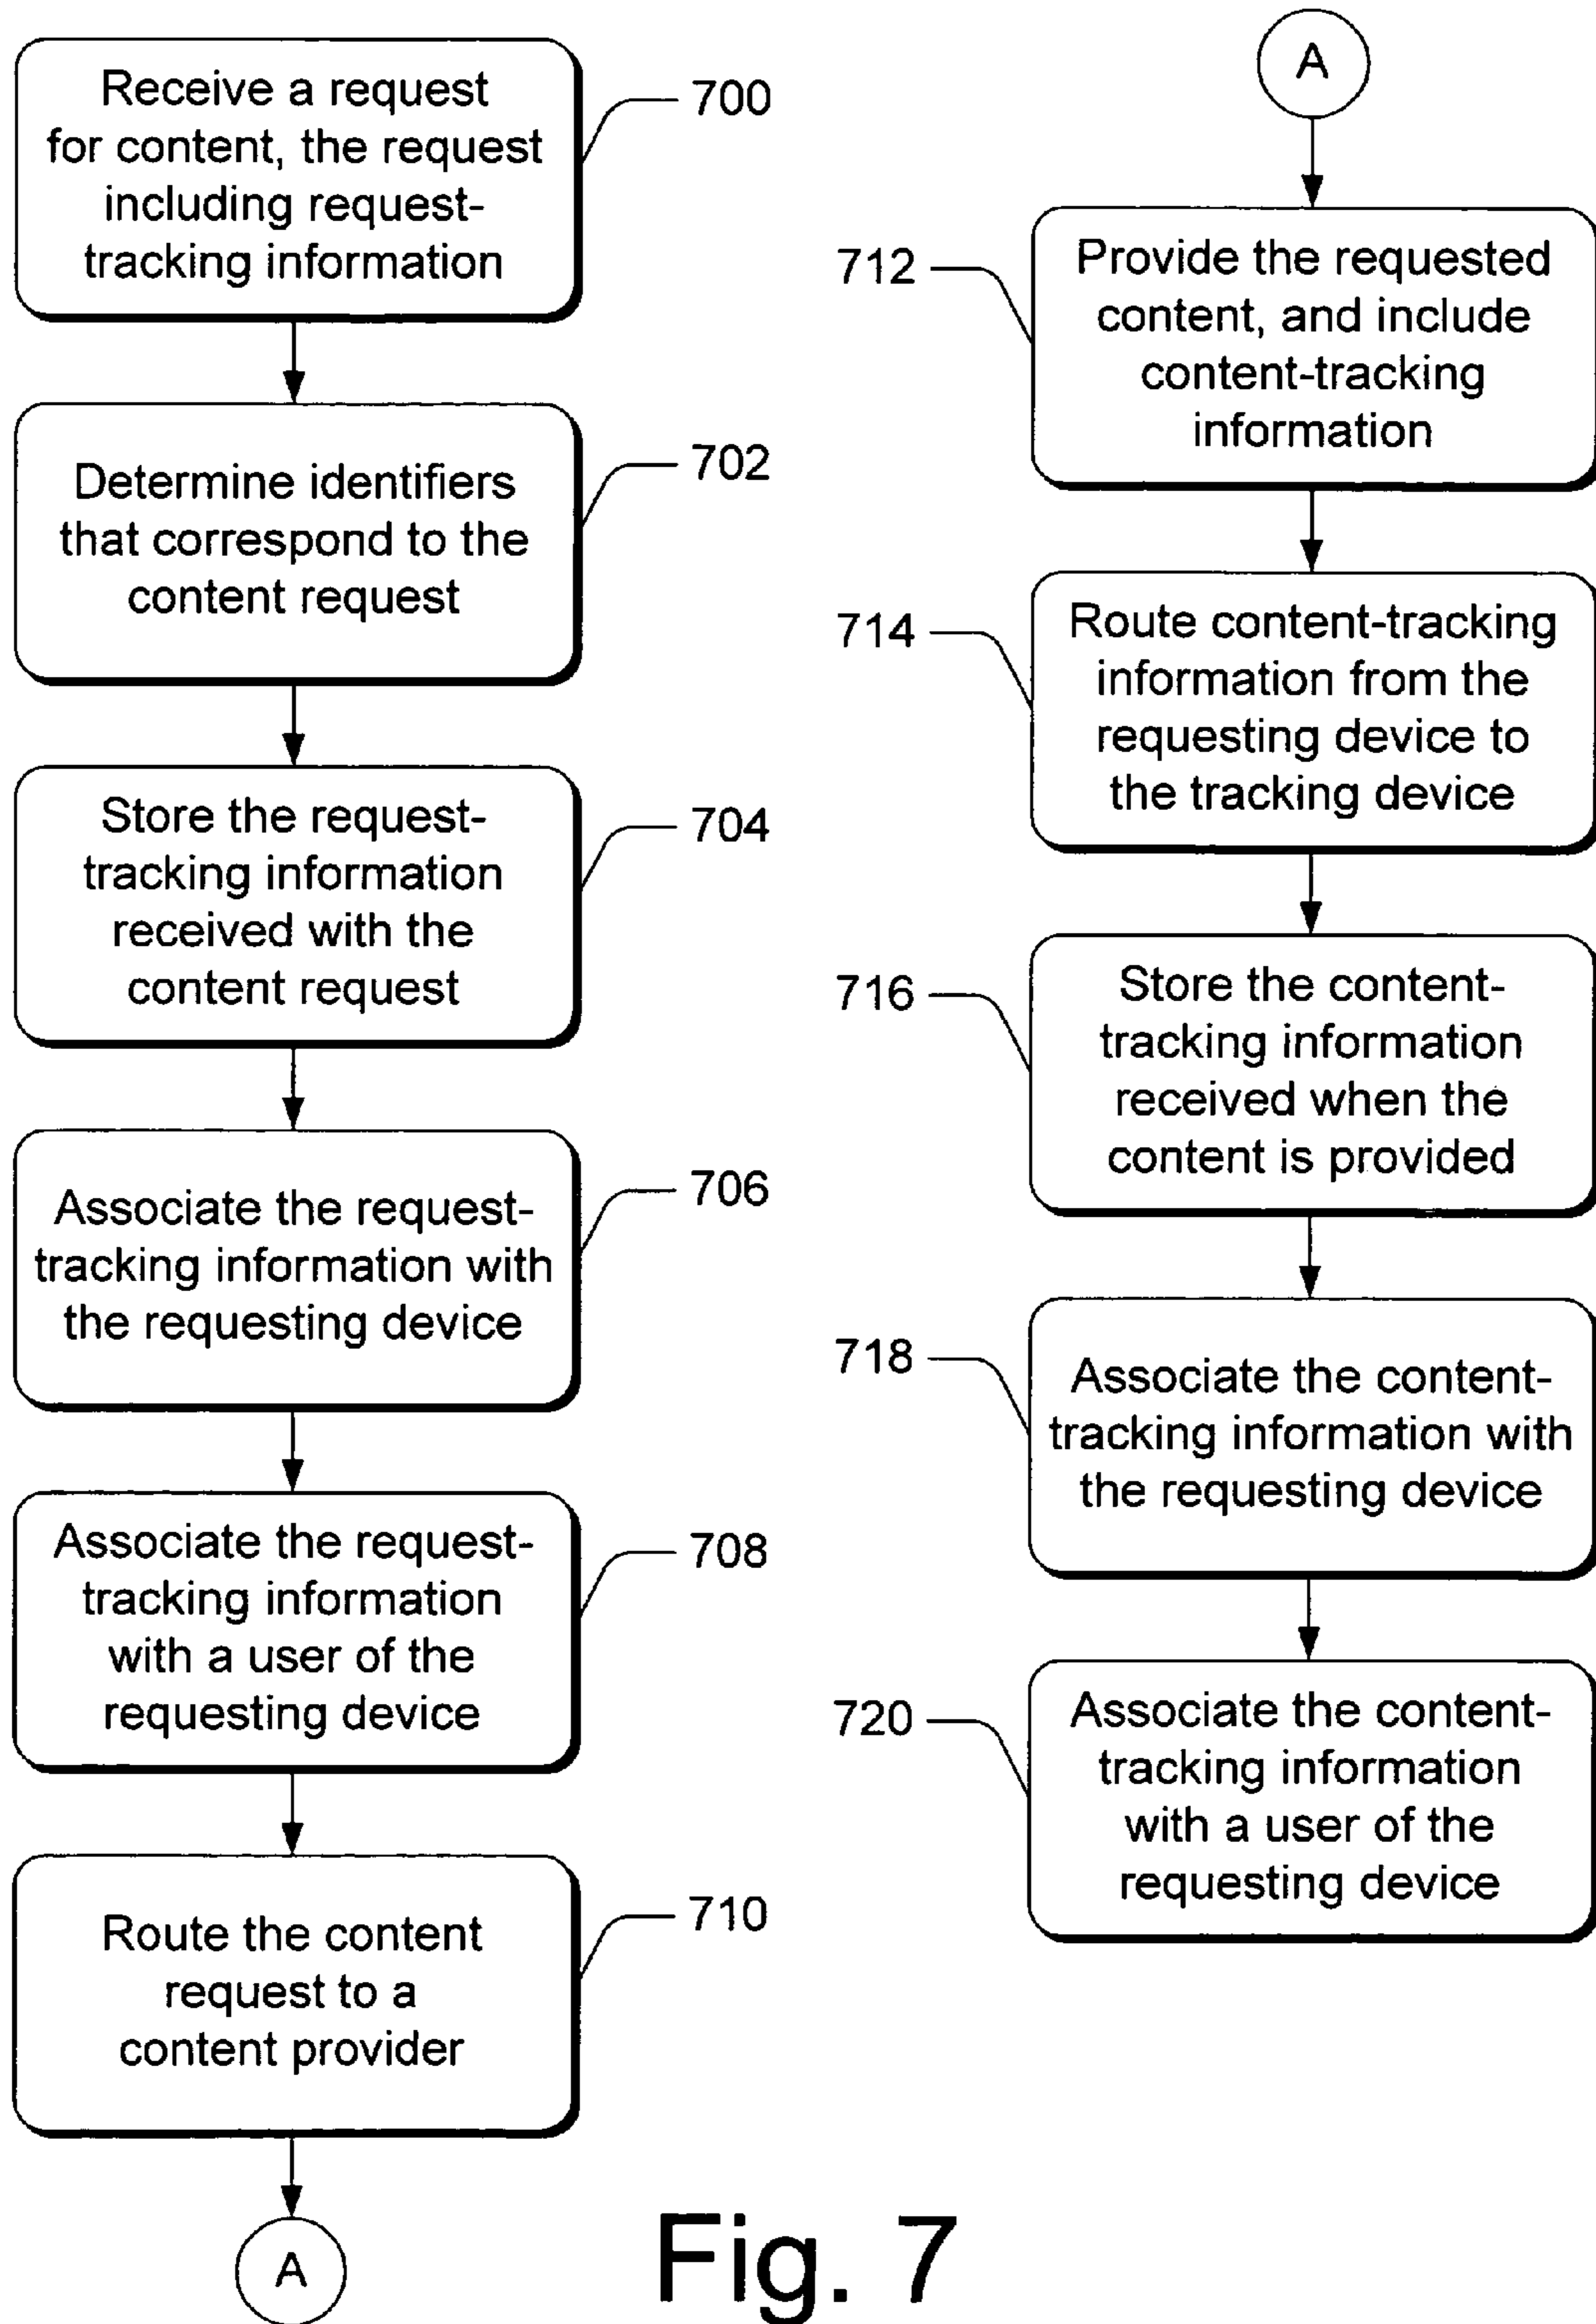 Receive a request
for content, the request
including request-
tracking information
700
Determine identifiers
that correspond to the
content request
702
Store the request-
tracking information
received with the
content request
704
Associate the request-
tracking information with
the requesting device
706
Associate the request-
tracking information
with a user of the
requesting device
708
Route the content
request to a
content provider
710
A
A
712
Provide the requested
content, and include
content-tracking
information
714
Route content-tracking
information from the
requesting device to
the tracking device
716
Store the content-
tracking information
received when the
content is provided
718
Associate the content-
tracking information with
the requesting device
720
Associate the content-
tracking information
with a user of the
requesting device
Fig. 7